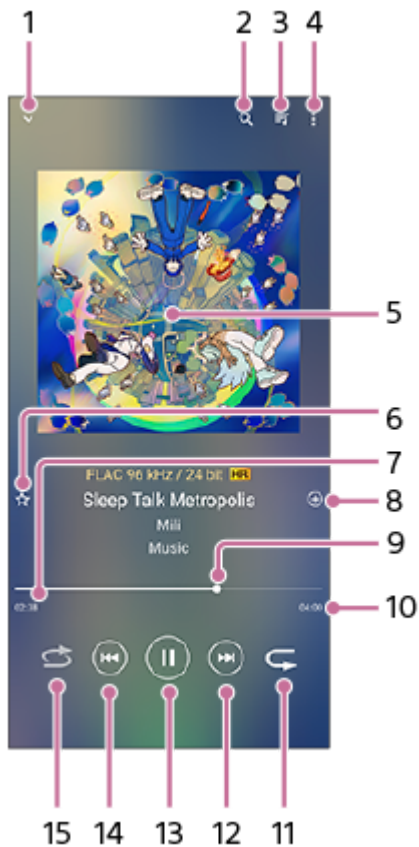 1 2 3 4
5
6
FLAC 96 kHz / 24 bit HR
7
Sleep Talk Metropolis
8
Mili
9
Music
02:38 04:00
10
15 14 13 12 11